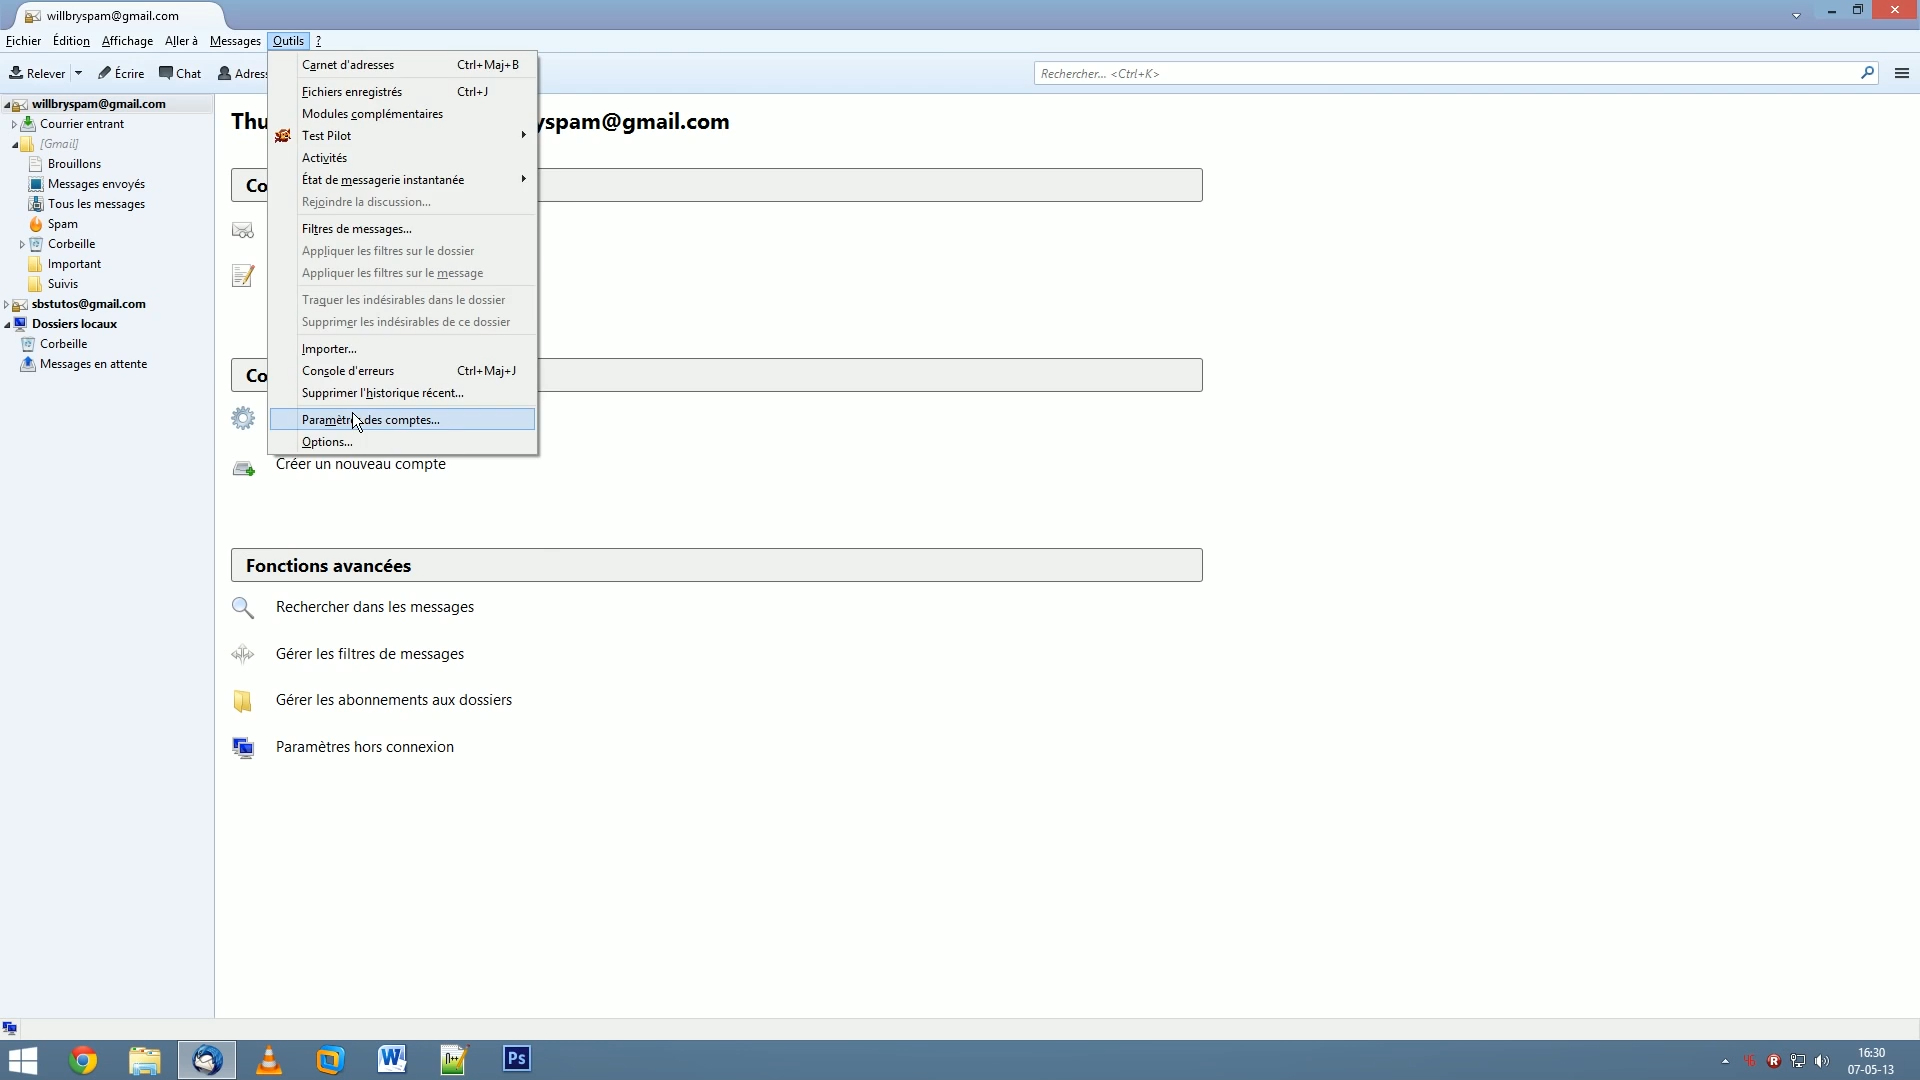 willbryspam@gmail.com
Fichier Édition Affichage Aller à Messages Outils ?
Relever Écrire Chat Adress
Rechercher... <Ctrl+K>
willbryspam@gmail.com
Courrier entrant
[Gmail]
Brouillons
Messages envoyés
Tous les messages
Spam
Corbeille
Important
Suivis
sbstutos@gmail.com
Dossiers locaux
Corbeille
Messages en attente
Carnet d'adresses Ctrl+Maj+B
Fichiers enregistrés Ctrl+J
Modules complémentaires
Test Pilot
Activités
État de messagerie instantanée
Rejoindre la discussion...
Filtres de messages...
Appliquer les filtres sur le dossier
Appliquer les filtres sur le message
Traquer les indésirables dans le dossier
Supprimer les indésirables de ce dossier
Importer...
Console d'erreurs Ctrl+Maj+J
Supprimer l'historique récent...
Paramètres des comptes...
Options...
Thu yspam@gmail.com
Co
Co
Créer un nouveau compte
Fonctions avancées
Rechercher dans les messages
Gérer les filtres de messages
Gérer les abonnements aux dossiers
Paramètres hors connexion
W
n++
Ps
46
R
16:30
07-05-13